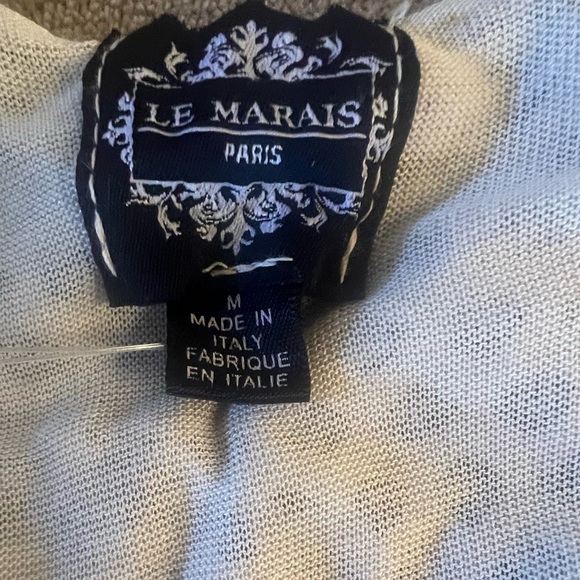 LE MARAIS
PARIS
M
MADE IN
ITALY
FABRIQUE
EN ITALIE